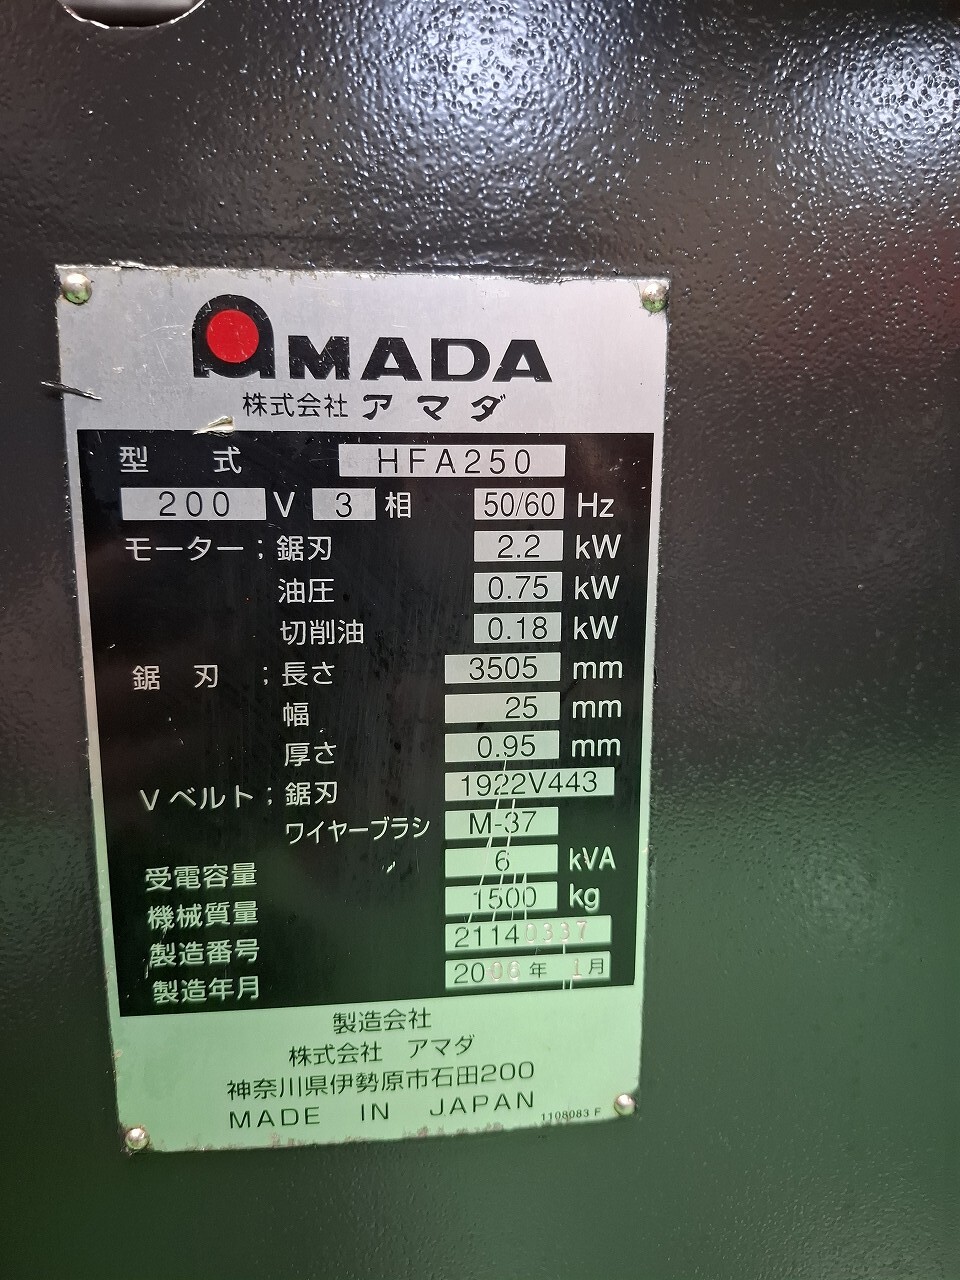 AMADA
株式会社 アマダ
型 式 HFA250
200 V 3 相 50/60 Hz
モーター ; 鋸刃 2.2 kW
油圧 0.75 kW
切削油 0.18 kW
鋸 刃 ; 長さ 3505 mm
幅 25 mm
厚さ 0.95 mm
V ベルト ; 鋸刃 1922V443
ワイヤーブラシ M-37
受電容量 6 kVA
機械質量 1500 kg
製造番号 21140337
製造年月 2006 年 1 月
製造会社
株式会社 アマダ
神奈川県伊勢原市石田200
MADE IN JAPAN 1108083 F